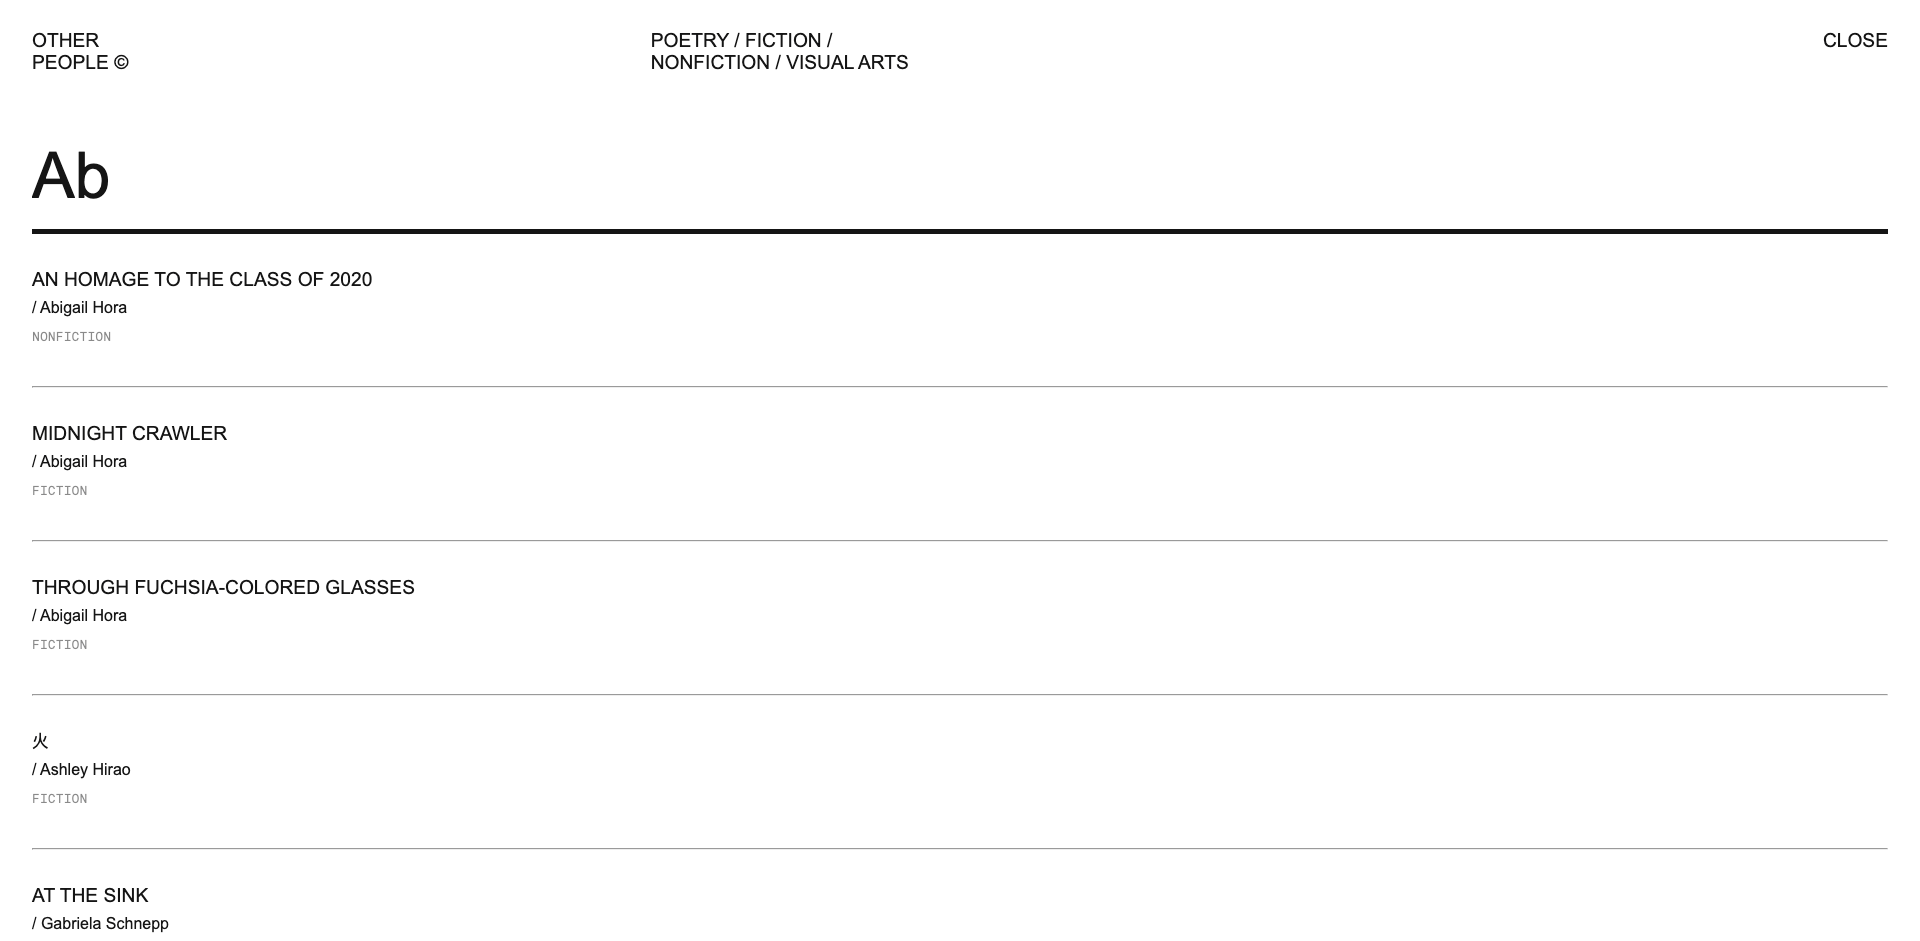 OTHER
PEOPLE ©
POETRY / FICTION /
NONFICTION / VISUAL ARTS
CLOSE
Ab
AN HOMAGE TO THE CLASS OF 2020
/ Abigail Hora
NONFICTION
MIDNIGHT CRAWLER
/ Abigail Hora
FICTION
THROUGH FUCHSIA-COLORED GLASSES
/ Abigail Hora
FICTION
火
/ Ashley Hirao
FICTION
AT THE SINK
/ Gabriela Schnepp